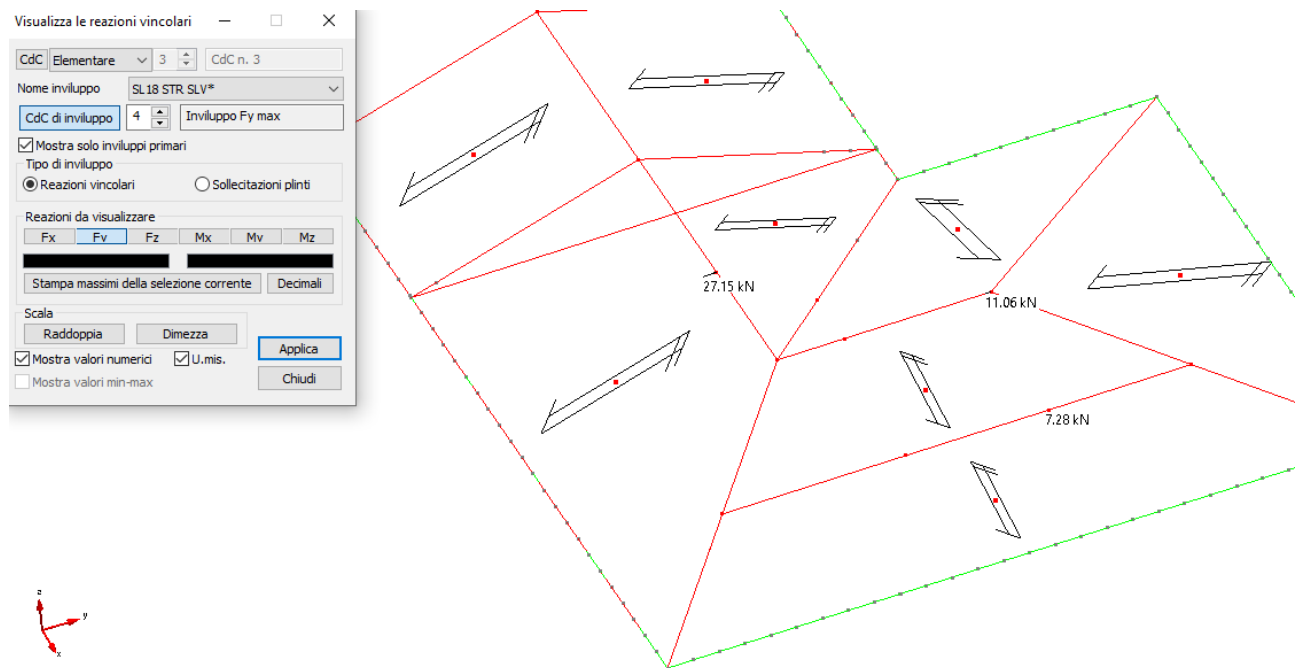 Visualizza le reazioni vincolari
CdC Elementare 3 CdC n. 3
Nome inviluppo SL18 STR SLV*
CdC di inviluppo 4 Inviluppo Fy max
Mostra solo inviluppi primari
Tipo di inviluppo
Reazioni vincolari Sollecitazioni plinti
Reazioni da visualizzare
Fx Fy Fz Mx My Mz
Stampa massimi della selezione corrente Decimali
Scala
Raddoppia Dimezza
Applica
Mostra valori numerici U.mis.
Mostra valori min-max
Chiudi
27.15 kN
11.06 kN
7.28 kN
z
y
x